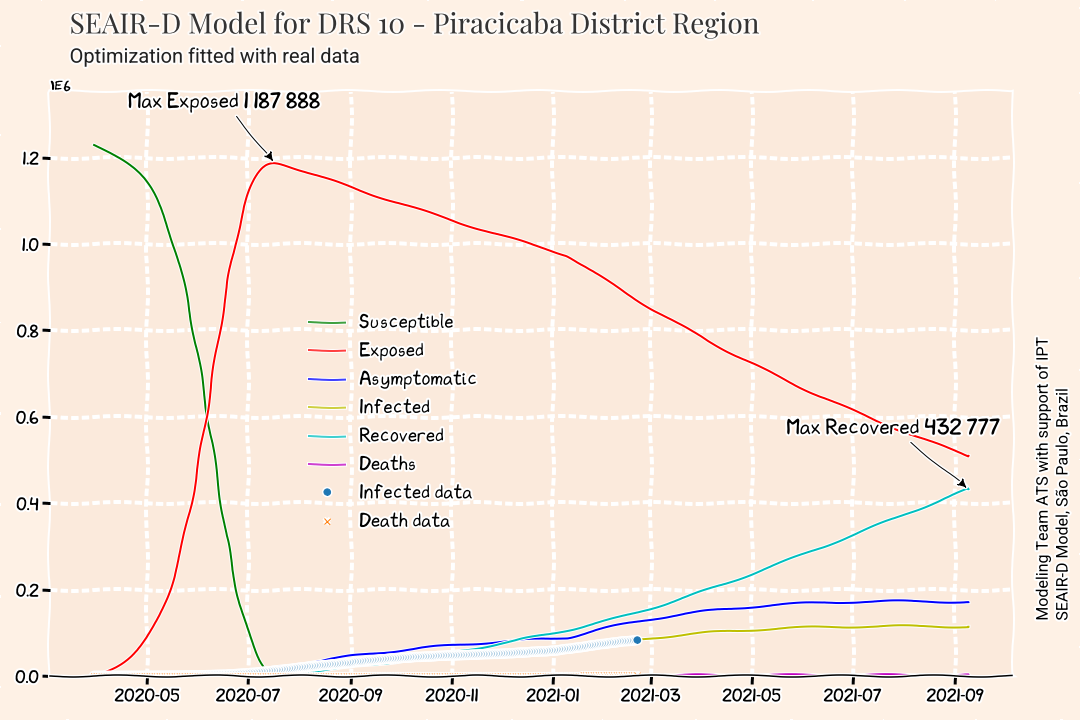 SEAIR-D Model for DRS 10 - Piracicaba District Region
Optimization fitted with real data
1E6
Max Exposed 1 187 888
1.2
1.0
0.8
0.6
0.4
0.2
0.0
Susceptible
Exposed
Asymptomatic
Infected
Recovered
Deaths
Infected data
Death data
Max Recovered 432 777
2020-05
2020-07
2020-09
2020-11
2021-01
2021-03
2021-05
2021-07
2021-09
Modeling Team ATS with support of IPT
SEAIR-D Model, São Paulo, Brazil